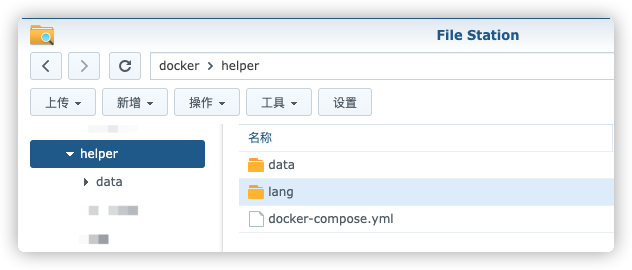 File Station
docker > helper
上传 新增 操作 工具 设置
helper
data
名称
data
lang
docker-compose.yml